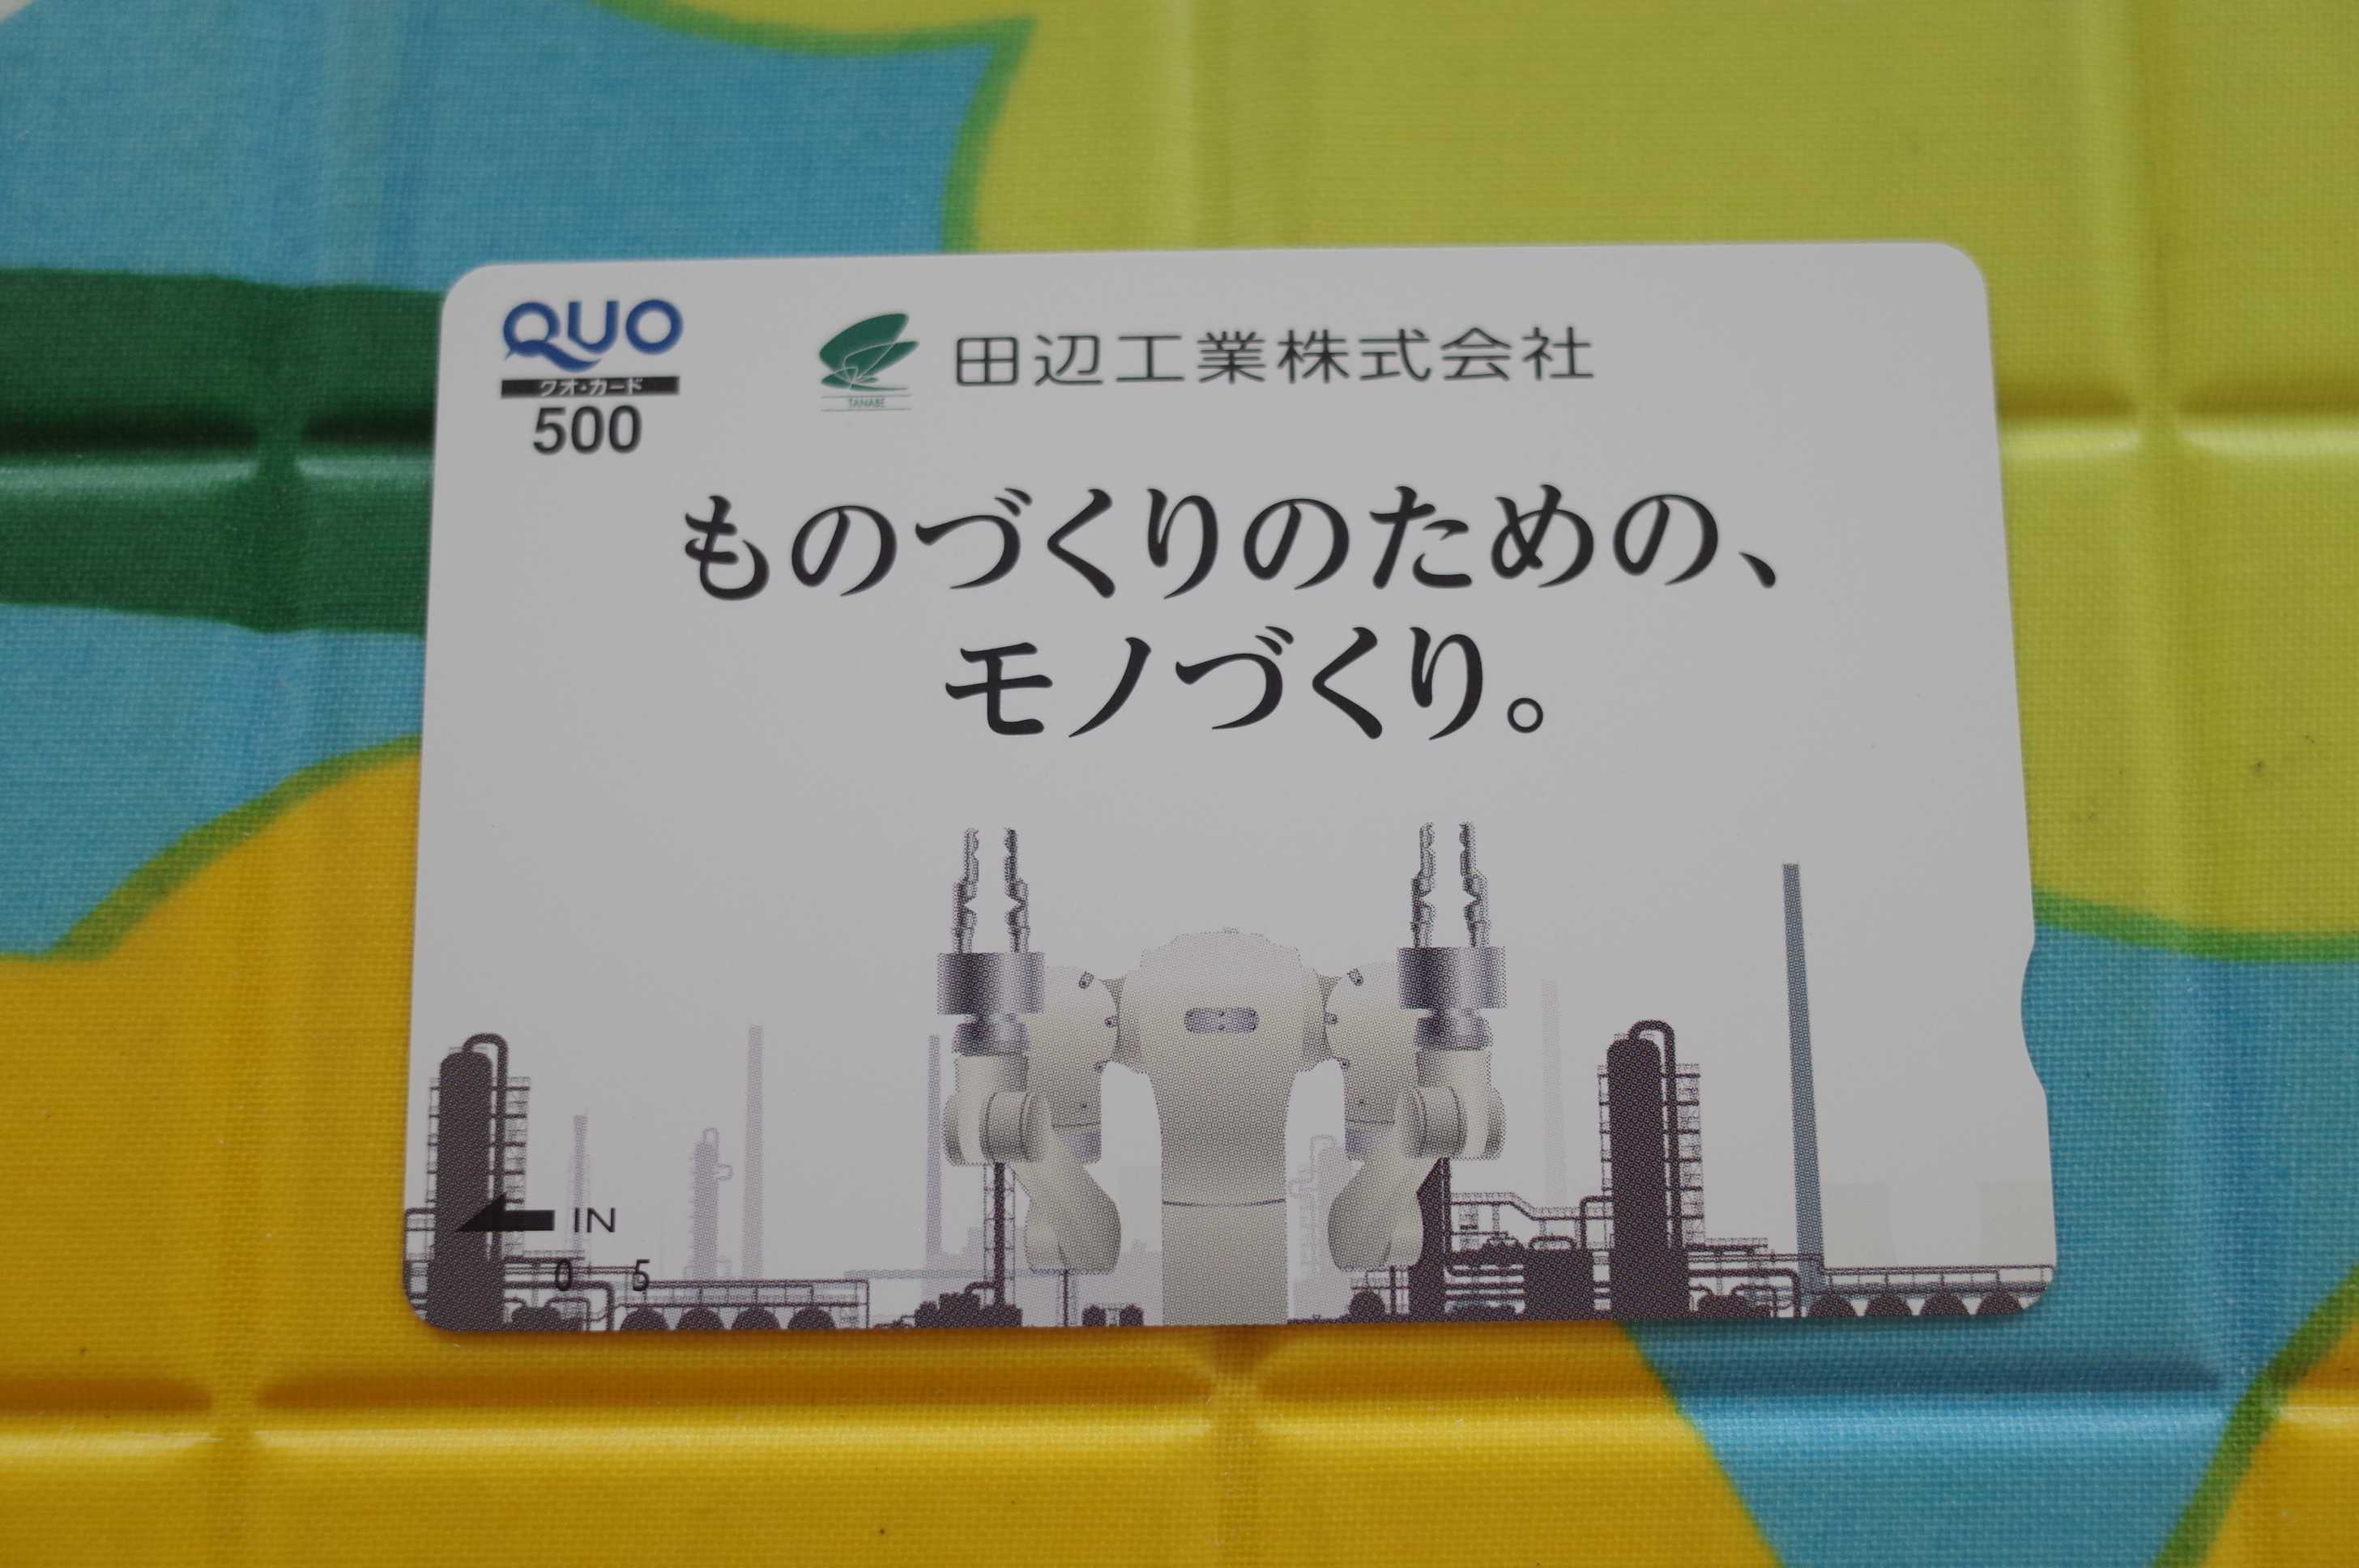 QUO
クオ・カード
500
TANABE
田辺工業株式会社
ものづくりのための、
モノづくり。
IN
0 5